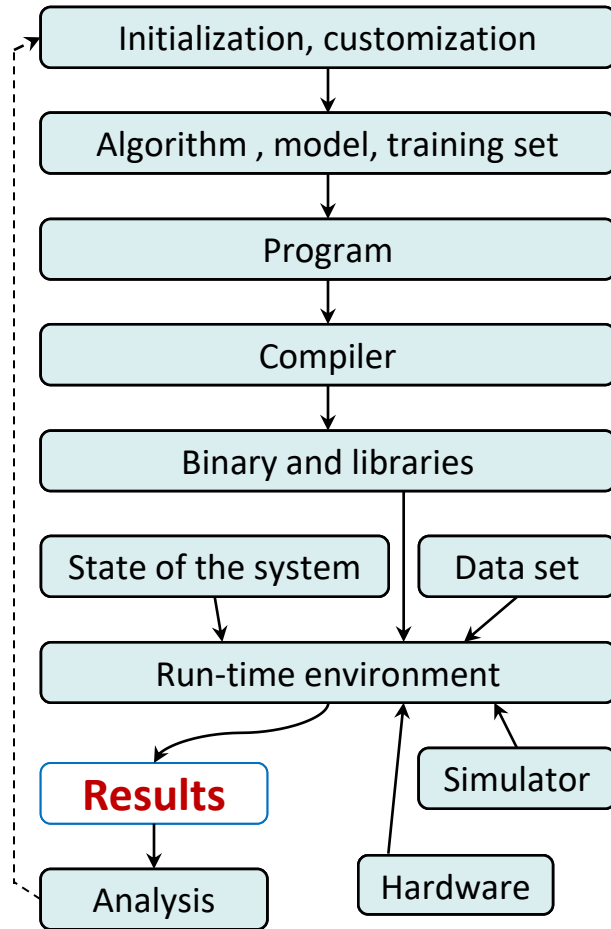 Initialization, customization
Algorithm , model, training set
Program
Compiler
Binary and libraries
State of the system
Data set
Run-time environment
Results
Simulator
Analysis
Hardware